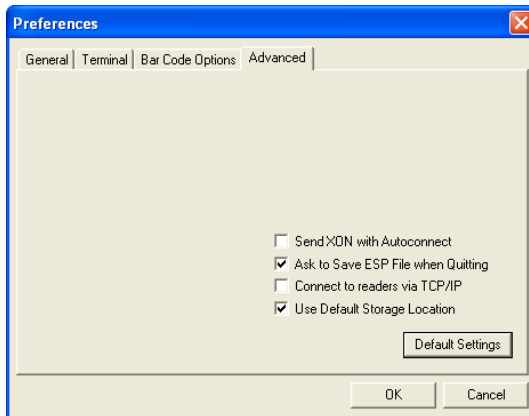 Preferences
General Terminal Bar Code Options Advanced
Send XON with Autoconnect
Ask to Save ESP File when Quitting
Connect to readers via TCP/IP
Use Default Storage Location
Default Settings
OK Cancel